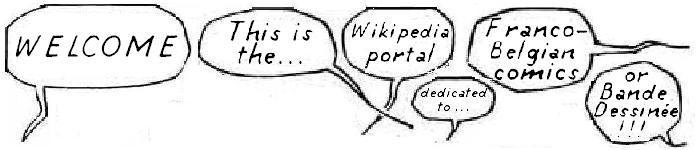 WELCOME
This is
the...
Wikipedia
portal
dedicated
to...
Franco-
Belgian
comics
or
Bande
Dessinée
!!!